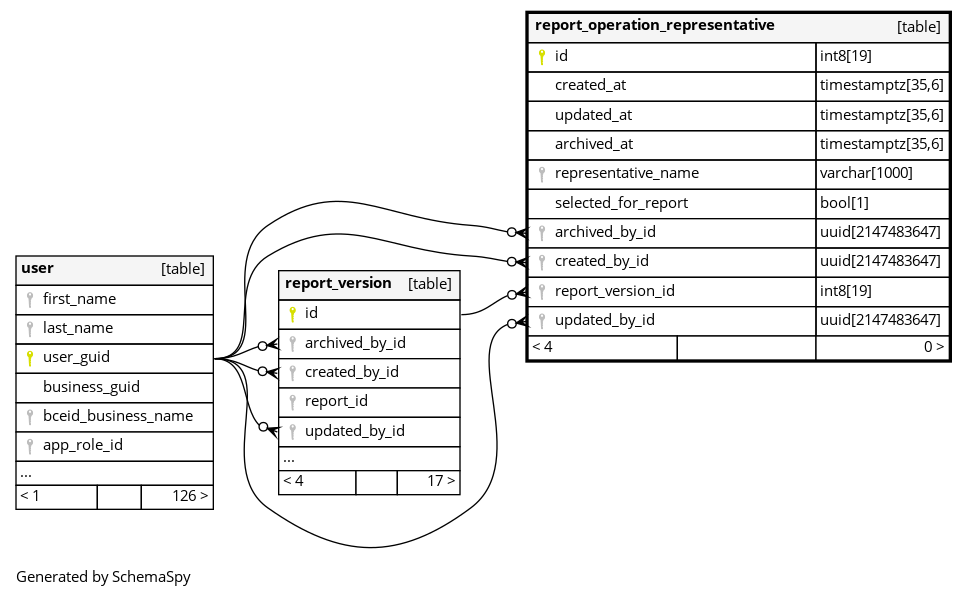 report_operation_representative [table]
id int8[19]
created_at timestamptz[35,6]
updated_at timestamptz[35,6]
archived_at timestamptz[35,6]
representative_name varchar[1000]
selected_for_report bool[1]
archived_by_id uuid[2147483647]
created_by_id uuid[2147483647]
report_version_id int8[19]
updated_by_id uuid[2147483647]
< 4 0 >
user [table]
first_name
last_name
user_guid
business_guid
bceid_business_name
app_role_id
...
< 1 126 >
report_version [table]
id
archived_by_id
created_by_id
report_id
updated_by_id
...
< 4 17 >
Generated by SchemaSpy